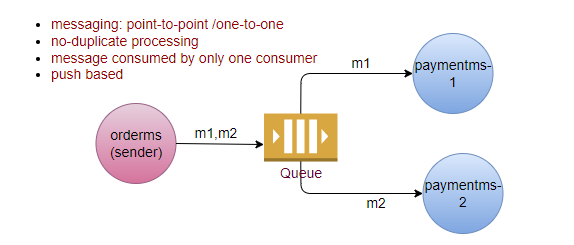 messaging: point-to-point /one-to-one
no-duplicate processing
message consumed by only one consumer
push based
m1
paymentms-
1
orderms
(sender)
m1,m2
Queue
m2
paymentms-
2